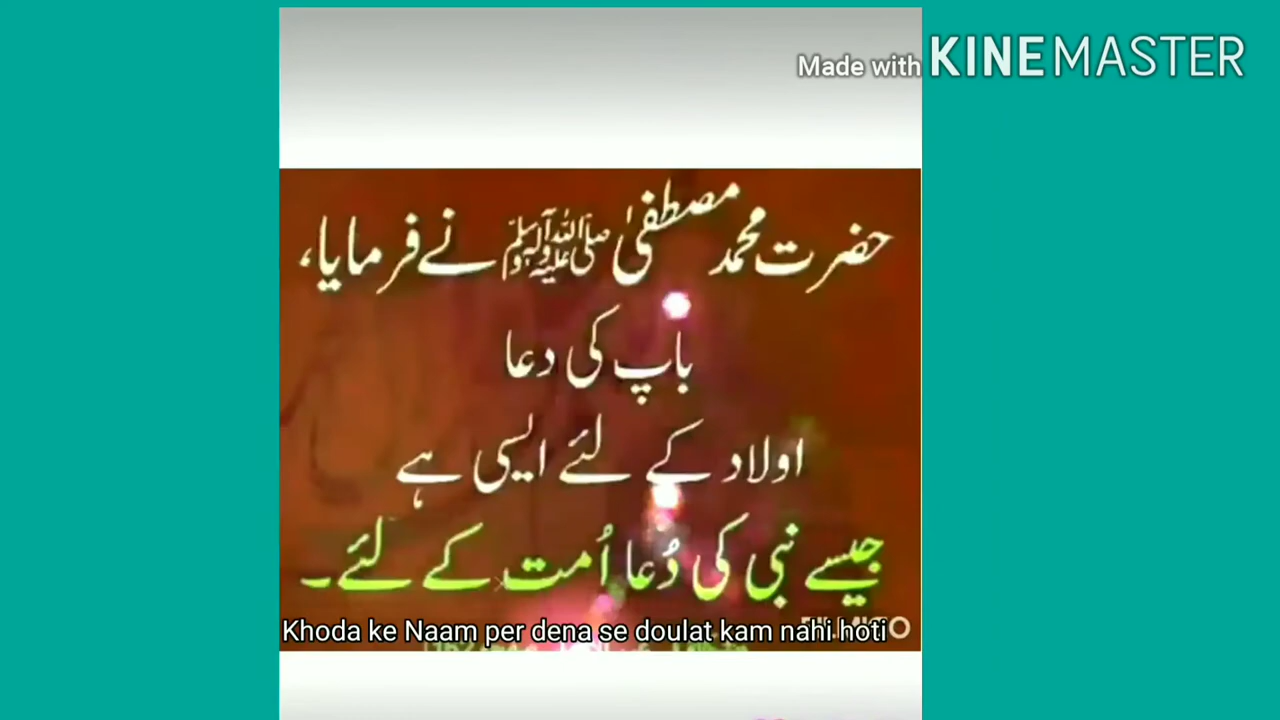 Made with KINEMASTER
حضرت محمد مصطفیٰ صلی اللہ علیہ وآلہ وسلم نے فرمایا،
باپ کی دعا
اولاد کے لئے ایسی ہے
جیسے نبی کی دُعا اُمت کے لئے۔
Khoda ke Naam per dena se doulat kam nahi hoti